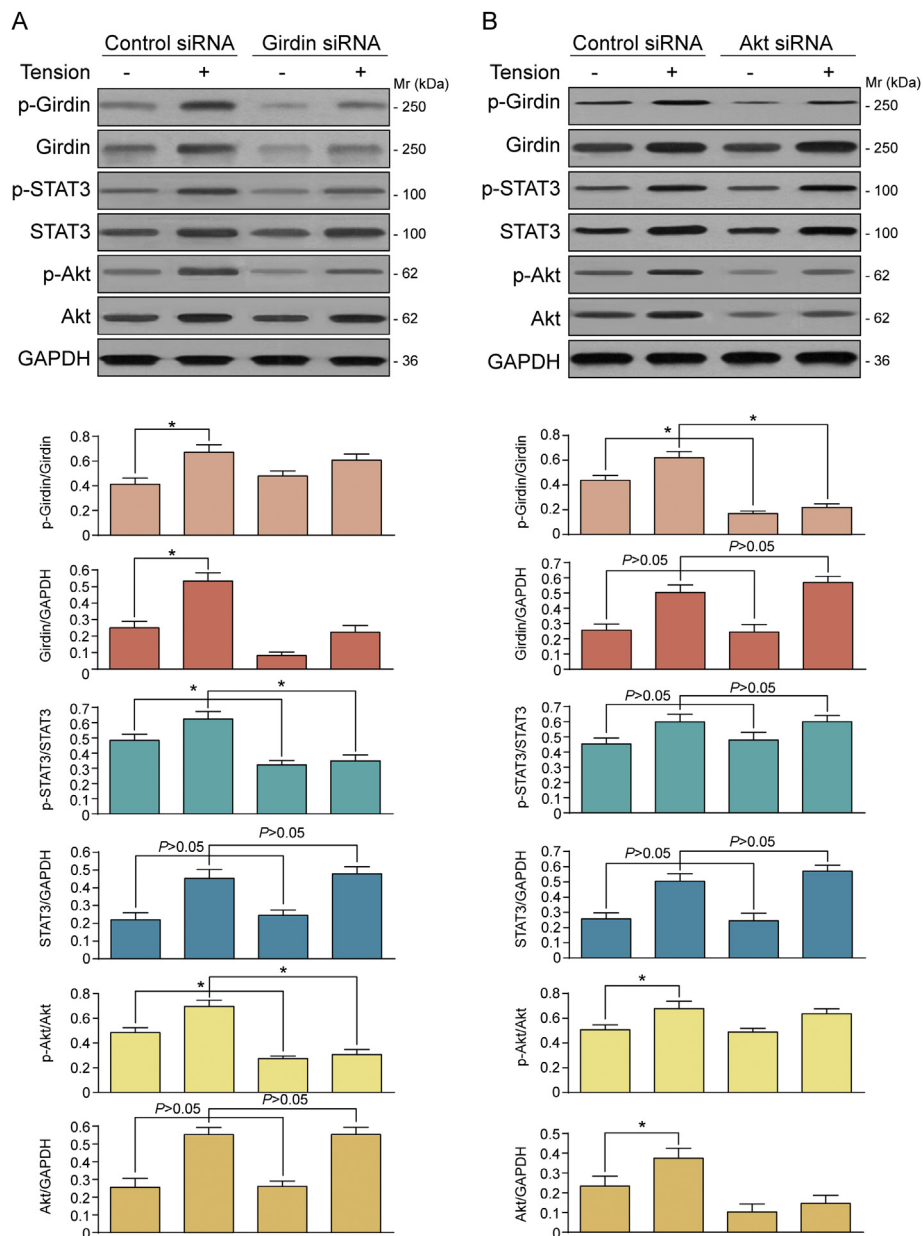 A
Control siRNA Girdin siRNA
Tension - + - + Mr (kDa)
p-Girdin - 250
Girdin - 250
p-STAT3 - 100
STAT3 - 100
p-Akt - 62
Akt - 62
GAPDH - 36
p-Girdin/Girdin
0.8
0.6
0.4
0.2
0
*
Girdin/GAPDH
0.7
0.6
0.5
0.4
0.3
0.2
0.1
0
*
p-STAT3/STAT3
0.8
0.7
0.6
0.5
0.4
0.3
0.2
0.1
0
*
*
STAT3/GAPDH
0.6
0.5
0.4
0.3
0.2
0.1
0
P>0.05
P>0.05
p-Akt/Akt
0.8
0.6
0.4
0.2
0
*
*
Akt/GAPDH
0.7
0.6
0.5
0.4
0.3
0.2
0.1
0
P>0.05
P>0.05
B
Control siRNA Akt siRNA
Tension - + - + Mr (kDa)
p-Girdin - 250
Girdin - 250
p-STAT3 - 100
STAT3 - 100
p-Akt - 62
Akt - 62
GAPDH - 36
p-Girdin/Girdin
0.8
0.6
0.4
0.2
0
*
*
Girdin/GAPDH
0.7
0.6
0.5
0.4
0.3
0.2
0.1
0
P>0.05
P>0.05
p-STAT3/STAT3
0.7
0.6
0.5
0.4
0.3
0.2
0.1
0
P>0.05
P>0.05
STAT3/GAPDH
0.7
0.6
0.5
0.4
0.3
0.2
0.1
0
P>0.05
P>0.05
p-Akt/Akt
0.8
0.6
0.4
0.2
0
*
Akt/GAPDH
0.5
0.4
0.3
0.2
0.1
0
*